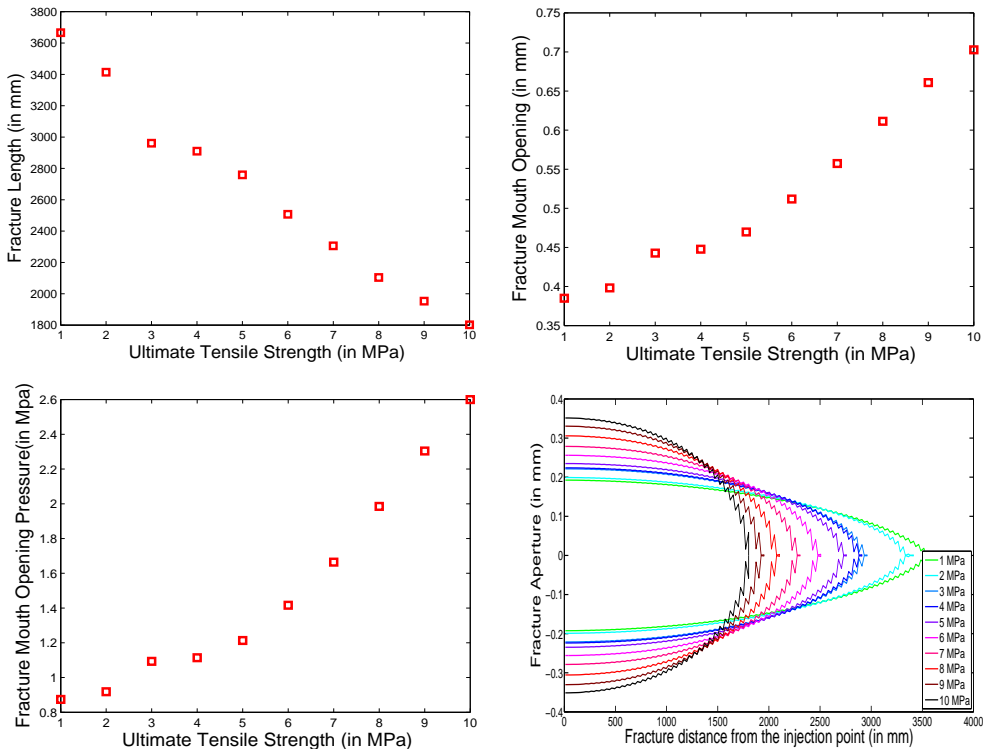 3800
3600
3400
3200
3000
2800
2600
2400
2200
2000
1800
1 2 3 4 5 6 7 8 9 10
Fracture Length (in mm)
Ultimate Tensile Strength (in MPa)
0.75
0.7
0.65
0.6
0.55
0.5
0.45
0.4
0.35
1 2 3 4 5 6 7 8 9 10
Fracture Mouth Opening (in mm)
Ultimate Tensile Strength (in MPa)
2.6
2.4
2.2
2
1.8
1.6
1.4
1.2
1
0.8
1 2 3 4 5 6 7 8 9 10
Fracture Mouth Opening Pressure(in Mpa)
Ultimate Tensile Strength (in MPa)
0.4
0.3
0.2
0.1
0
−0.1
−0.2
−0.3
−0.4
0 500 1000 1500 2000 2500 3000 3500 4000
Fracture Aperture (in mm)
Fracture distance from the injection point (in mm)
1 MPa
2 MPa
3 MPa
4 MPa
5 MPa
6 MPa
7 MPa
8 MPa
9 MPa
10 MPa